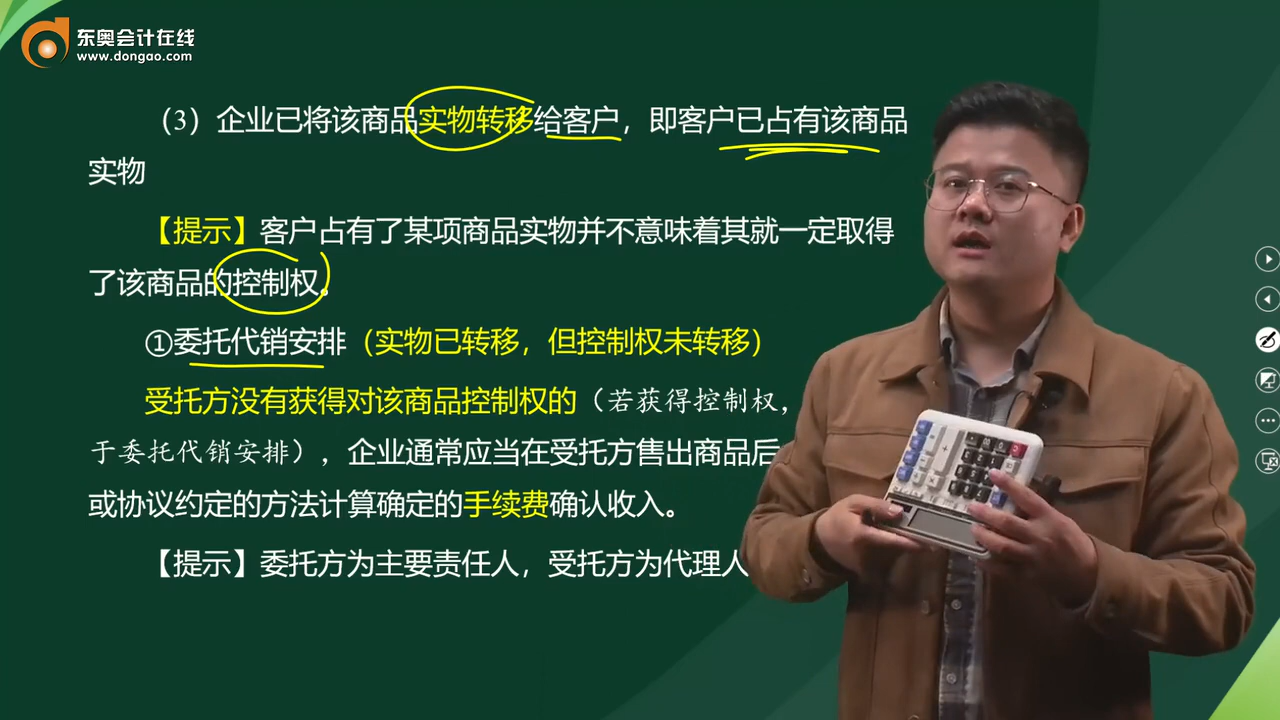 东奥会计在线
www.dongao.com
（3）企业已将该商品实物转移给客户，即客户已占有该商品
实物
【提示】客户占有了某项商品实物并不意味着其就一定取得
了该商品的控制权。
①委托代销安排（实物已转移，但控制权未转移）
受托方没有获得对该商品控制权的（若获得控制权，
于委托代销安排），企业通常应当在受托方售出商品后
或协议约定的方法计算确定的手续费确认收入。
【提示】委托方为主要责任人，受托方为代理人